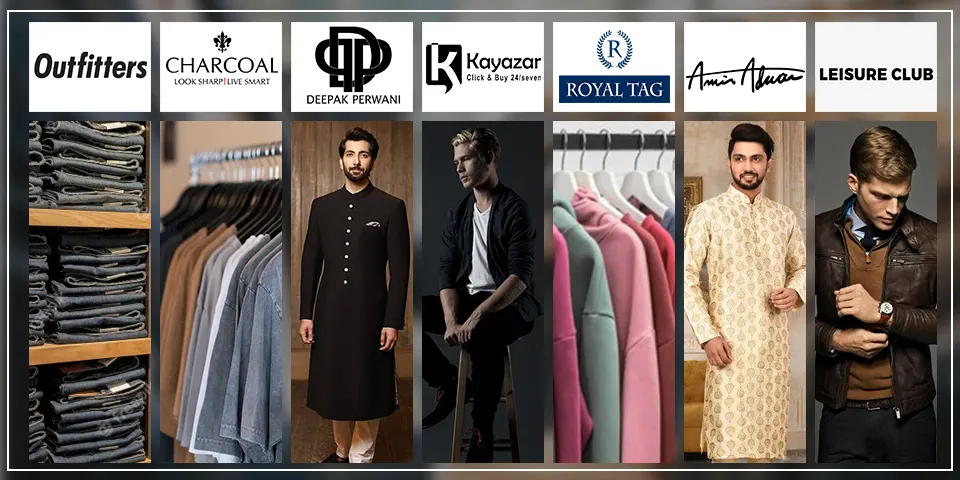 Outfitters
CHARCOAL
LOOK SHARP|LIVE SMART
DEEPAK PERWANI
Kayazar
Click & Buy 24/seven
R
ROYAL TAG
Amir Adnan
LEISURE CLUB